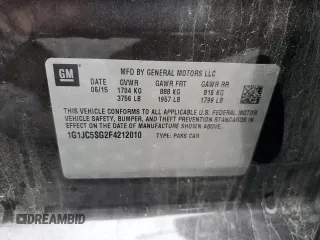 GM
MFD BY GENERAL MOTORS LLC
06/15
GVWR GAWR FRT GAWR RR
1704 KG 888 KG 816 KG
3756 LB 1957 LB 1799 LB
THIS VEHICLE CONFORMS TO ALL APPLICABLE U.S. FEDERAL MOTOR
VEHICLE SAFETY, BUMPER, AND THEFT PREVENTION STANDARDS IN
EFFECT ON THE DATE OF MANUFACTURE SHOWN ABOVE.
1G1JC5SG2F4212010 TYPE: PASS CAR
DREAMBID